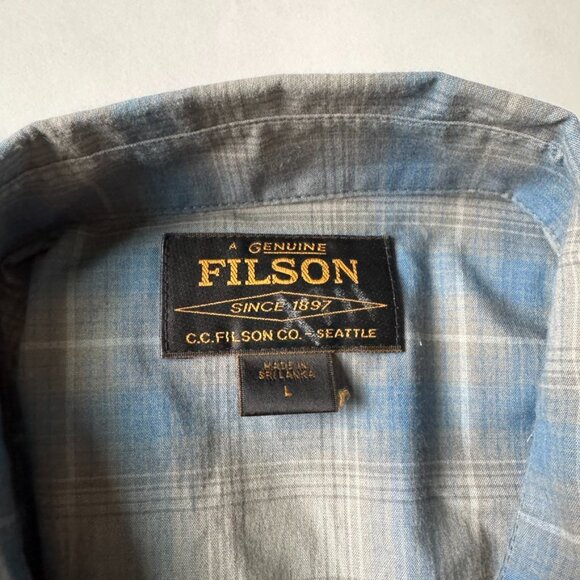 A GENUINE
FILSON
SINCE 1897
C.C. FILSON CO. - SEATTLE
MADE IN
SRI LANKA
L